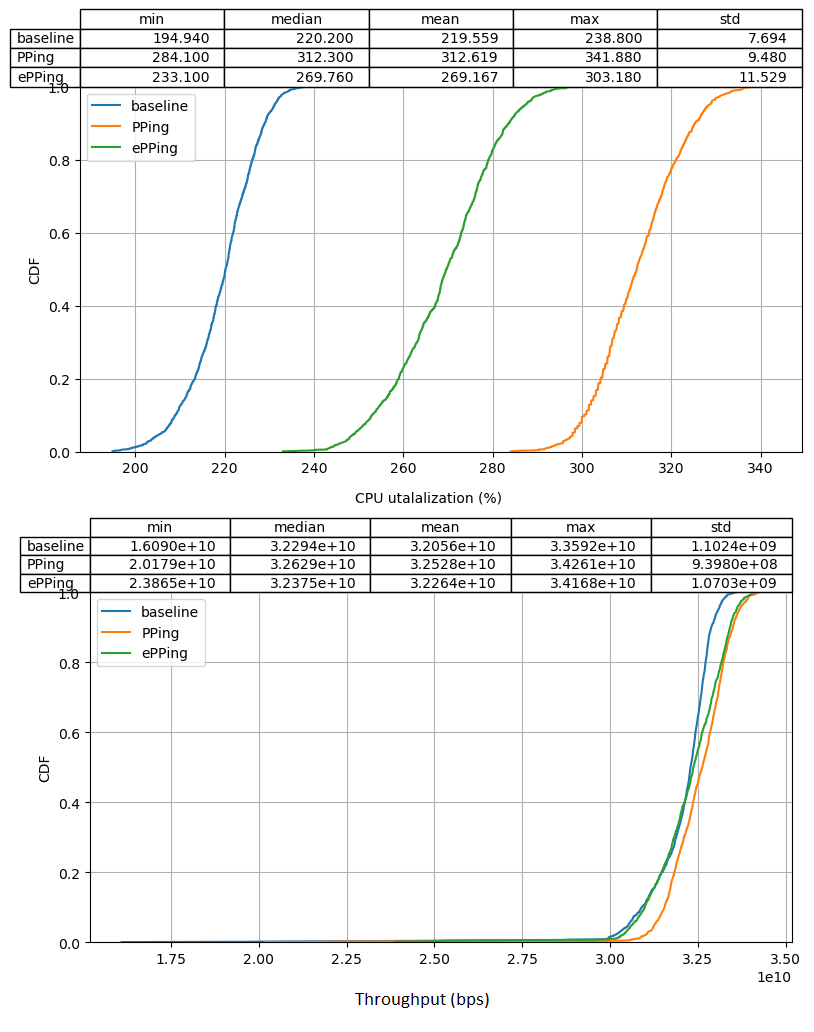 min median mean max std
baseline 194.940 220.200 219.559 238.800 7.694
PPing 284.100 312.300 312.619 341.880 9.480
ePPing 233.100 269.760 269.167 303.180 11.529
1.0
baseline
PPing
ePPing
0.8
0.6
CDF
0.4
0.2
0.0
200 220 240 260 280 300 320 340
CPU utalalization (%)
min median mean max std
baseline 1.6090e+10 3.2294e+10 3.2056e+10 3.3592e+10 1.1024e+09
PPing 2.0179e+10 3.2629e+10 3.2528e+10 3.4261e+10 9.3980e+08
ePPing 2.3865e+10 3.2375e+10 3.2264e+10 3.4168e+10 1.0703e+09
1.0
baseline
PPing
ePPing
0.8
0.6
CDF
0.4
0.2
0.0
1.75 2.00 2.25 2.50 2.75 3.00 3.25 3.50
1e10
Throughput (bps)